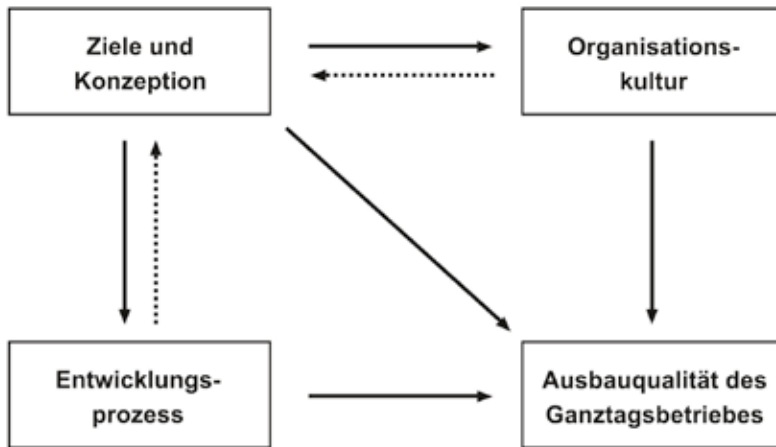 Ziele und
Konzeption
Organisations-
kultur
Entwicklungs-
prozess
Ausbauqualität des
Ganztagsbetriebes